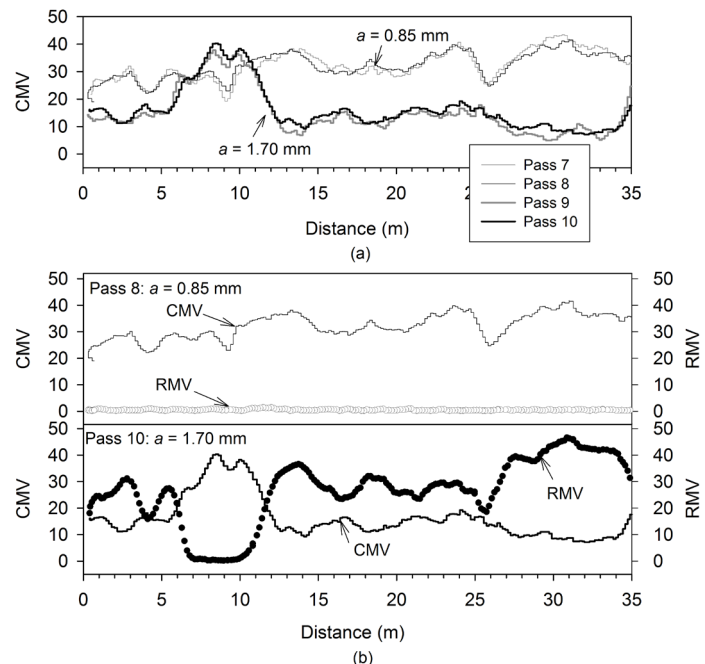 50
40
30
20
10
0
CMV
a = 0.85 mm
a = 1.70 mm
0 5 10 15 20 25 30 35
Distance (m)
Pass 7
Pass 8
Pass 9
Pass 10
(a)
50
40
30
20
10
0
CMV
Pass 8: a = 0.85 mm
CMV
RMV
50
40
30
20
10
0
RMV
50
40
30
20
10
0
CMV
Pass 10: a = 1.70 mm
RMV
CMV
50
40
30
20
10
0
RMV
0 5 10 15 20 25 30 35
Distance (m)
(b)